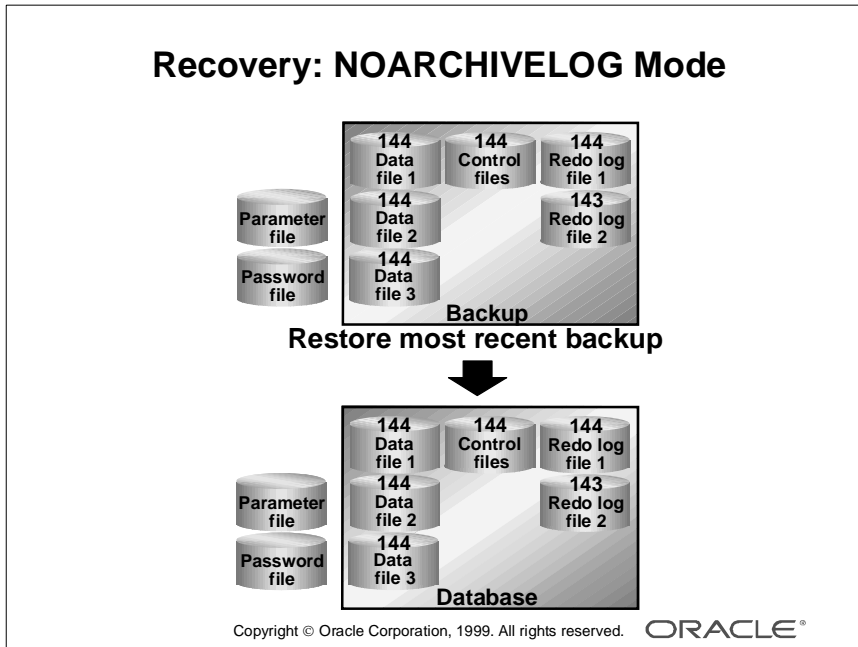 Recovery: NOARCHIVELOG Mode
144
Data
file 1
144
Control
files
144
Redo log
file 1
Parameter
file
144
Data
file 2
143
Redo log
file 2
Password
file
144
Data
file 3
Backup
Restore most recent backup
144
Data
file 1
144
Control
files
144
Redo log
file 1
Parameter
file
144
Data
file 2
143
Redo log
file 2
Password
file
144
Data
file 3
Database
Copyright © Oracle Corporation, 1999. All rights reserved.
ORACLE®